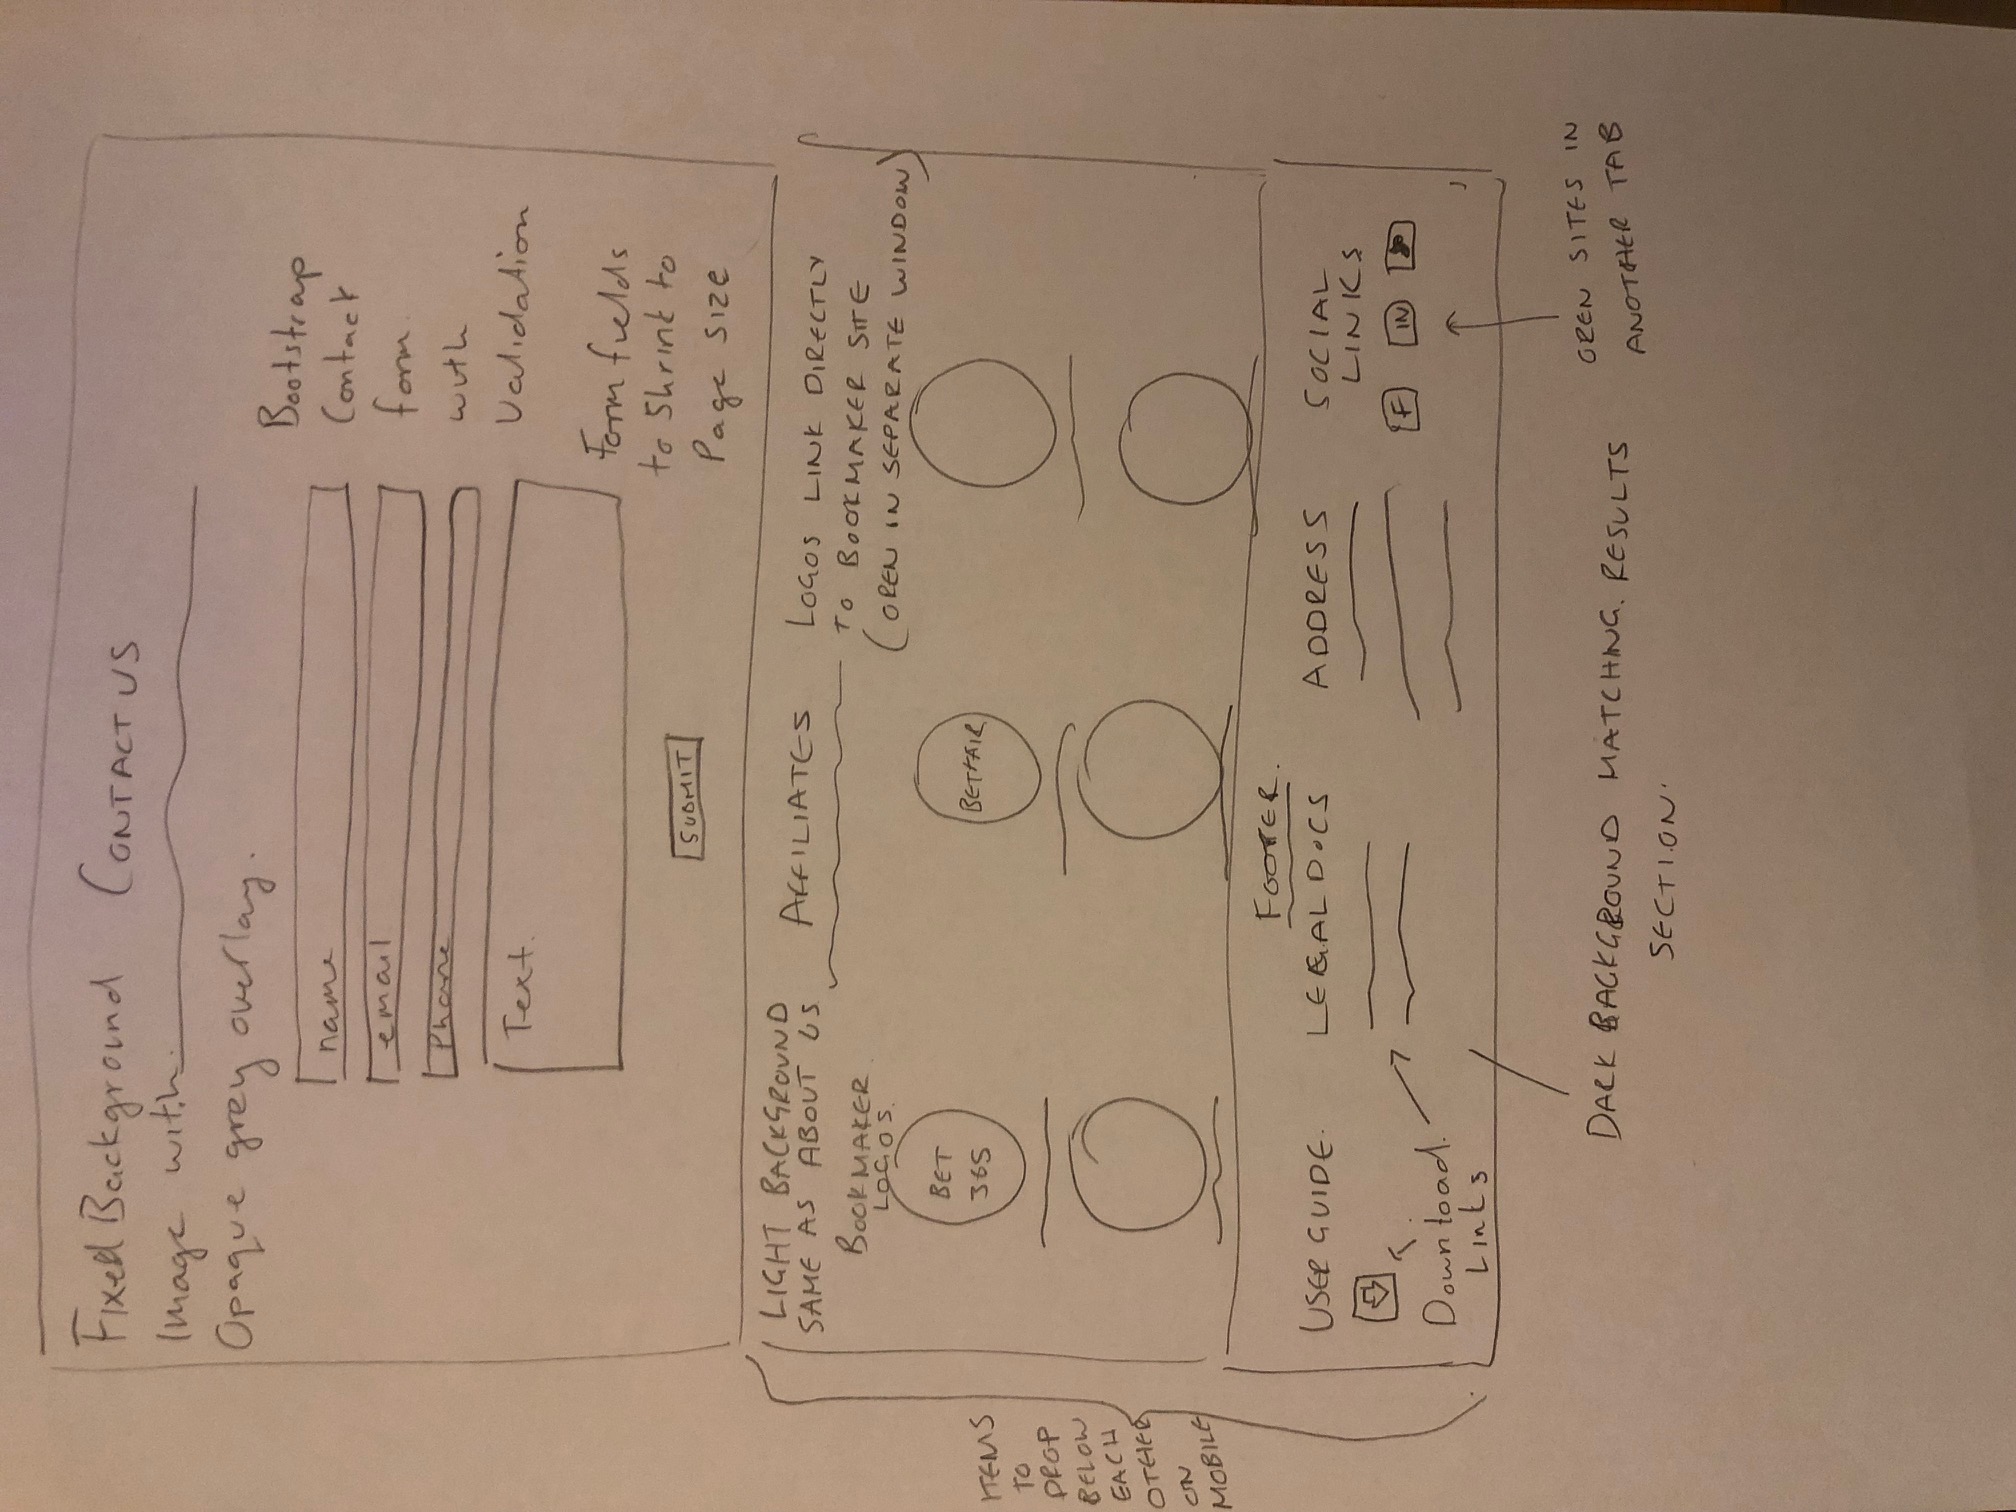 Fixed Background
Image with
Opaque grey overlay.
CONTACT US
name
email
Phone
Text.
SUBMIT
Bootstrap
Contact
form
with
Validation
Form fields
to Shrink to
Page SIZE
LIGHT BACKGROUND
SAME AS ABOUT US
AFFILIATES
LOGOS LINK DIRECTLY
TO BOOKMAKER SITE
(OPEN IN SEPARATE WINDOW)
BOOKMAKER
LOGOS.
BET
365
BETFAIR
ITEMS
TO
DROP
BELOW
EACH
OTHER
ON
MOBILE
FOOTER.
USER GUIDE.
LEGAL DOCS
ADDRESS
SOCIAL
LINKS
F
IN
Download.
Links
DARK BACKGROUND MATCHING. RESULTS
SECTION.
OPEN SITES IN
ANOTHER TAB